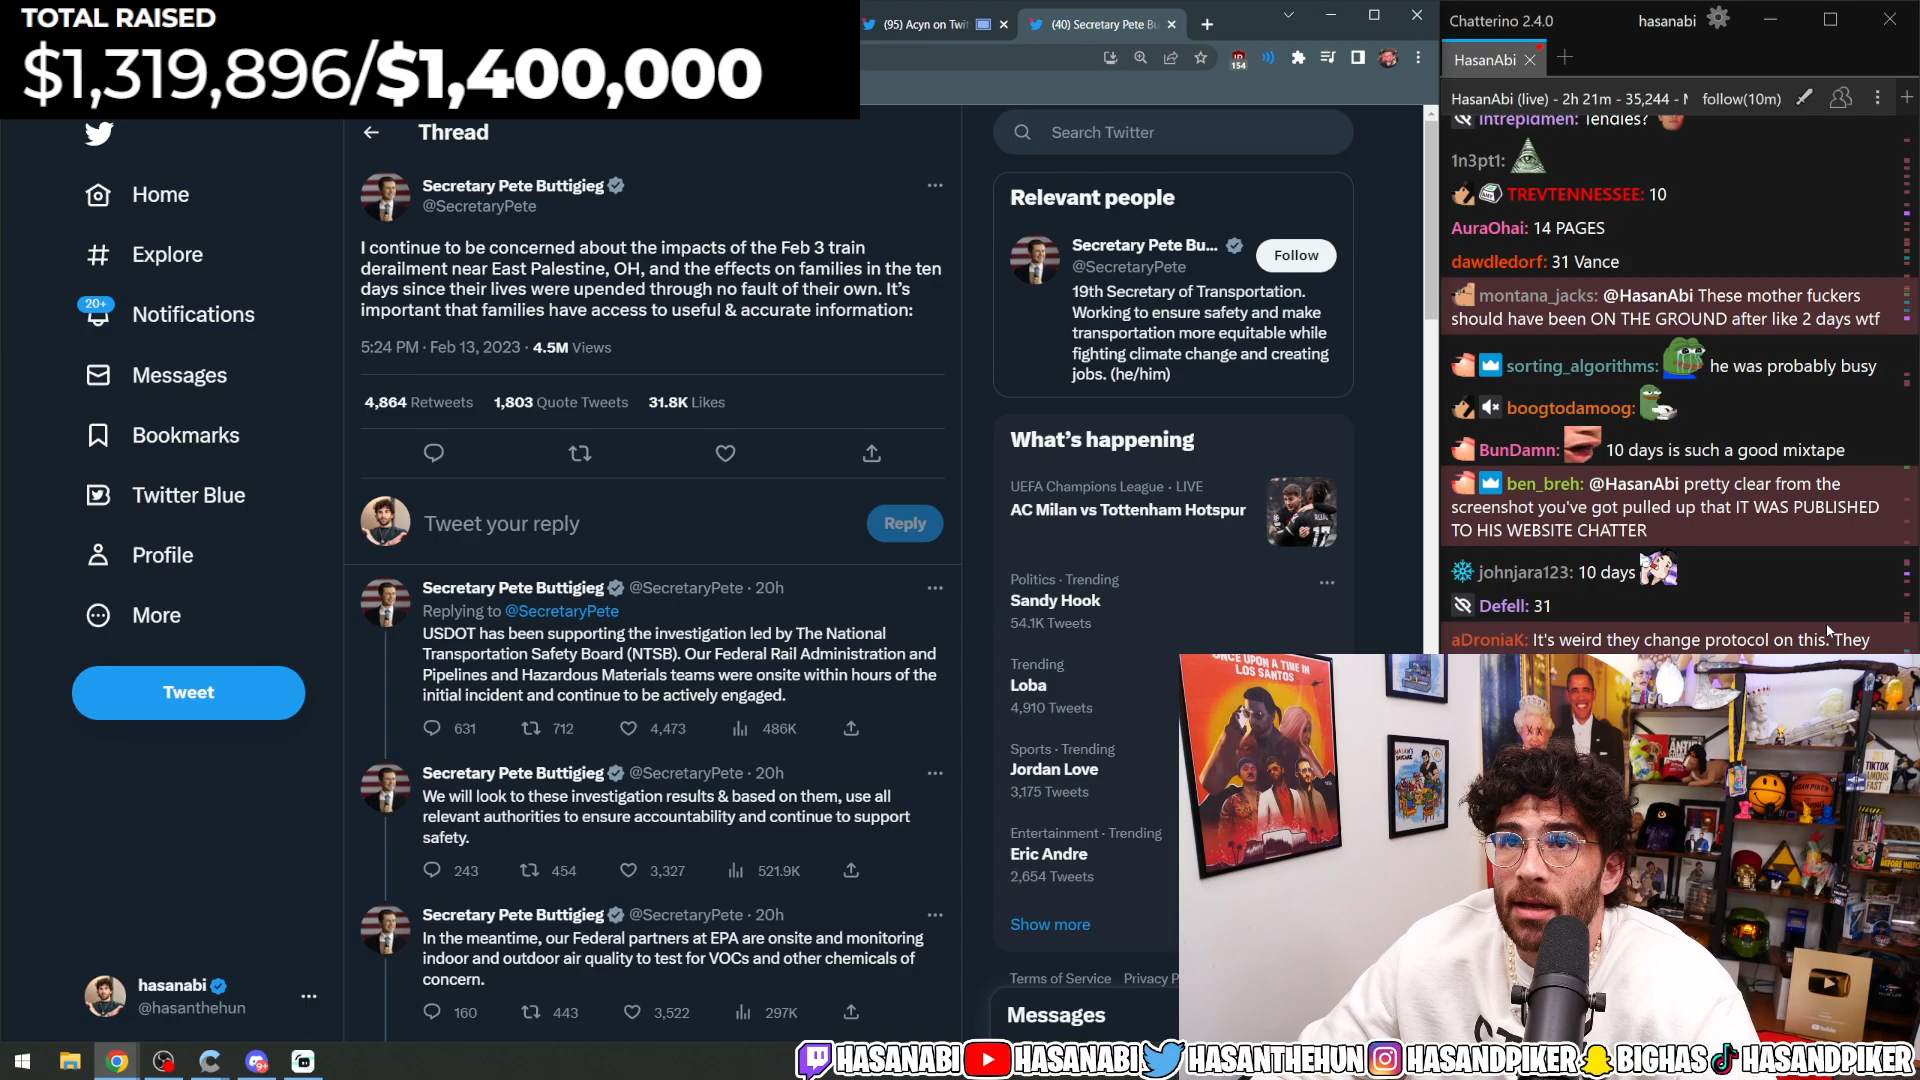 TOTAL RAISED
$1,319,896/$1,400,000
(95) Acyn on Twit
(40) Secretary Pete Bu
154
Thread
Search Twitter
Home
Explore
20+
Notifications
Messages
Bookmarks
Twitter Blue
Profile
More
Tweet
hasanabi
@hasanthehun
Secretary Pete Buttigieg
@SecretaryPete
I continue to be concerned about the impacts of the Feb 3 train
derailment near East Palestine, OH, and the effects on families in the ten
days since their lives were upended through no fault of their own. It's
important that families have access to useful & accurate information:
5:24 PM · Feb 13, 2023 · 4.5M Views
4,864 Retweets 1,803 Quote Tweets 31.8K Likes
Tweet your reply
Reply
Secretary Pete Buttigieg @SecretaryPete · 20h
Replying to @SecretaryPete
USDOT has been supporting the investigation led by The National
Transportation Safety Board (NTSB). Our Federal Rail Administration and
Pipelines and Hazardous Materials teams were onsite within hours of the
initial incident and continue to be actively engaged.
631 712 4,473 486K
Secretary Pete Buttigieg @SecretaryPete · 20h
We will look to these investigation results & based on them, use all
relevant authorities to ensure accountability and continue to support
safety.
243 454 3,327 521.9K
Secretary Pete Buttigieg @SecretaryPete · 20h
In the meantime, our Federal partners at EPA are onsite and monitoring
indoor and outdoor air quality to test for VOCs and other chemicals of
concern.
160 443 3,522 297K
Relevant people
Secretary Pete Bu...
@SecretaryPete
Follow
19th Secretary of Transportation.
Working to ensure safety and make
transportation more equitable while
fighting climate change and creating
jobs. (he/him)
What's happening
UEFA Champions League · LIVE
AC Milan vs Tottenham Hotspur
Politics · Trending
Sandy Hook
54.1K Tweets
Trending
Loba
4,910 Tweets
Sports · Trending
Jordan Love
3,175 Tweets
Entertainment · Trending
Eric Andre
2,654 Tweets
Show more
Terms of Service Privacy P
Messages
Chatterino 2.4.0
hasanabi
HasanAbi
HasanAbi (live) - 2h 21m - 35,244 - follow(10m)
intrepidmen: Tendies?
1n3pt1:
TREVTENNESSEE: 10
AuraOhai: 14 PAGES
dawdledorf: 31 Vance
montana_jacks: @HasanAbi These mother fuckers
should have been ON THE GROUND after like 2 days wtf
sorting_algorithms: he was probably busy
boogtodamoog:
BunDamn: 10 days is such a good mixtape
ben_breh: @HasanAbi pretty clear from the
screenshot you've got pulled up that IT WAS PUBLISHED
TO HIS WEBSITE CHATTER
johnjara123: 10 days
Defell: 31
aDroniaK: It's weird they change protocol on this. They
ONCE UPON A TIME IN
LOS SANTOS
TIKTOK
FAMOUS
FAST
HASANABI HASANABI HASANTHEHUN HASANDPIKER BIGHAS HASANDPIKER